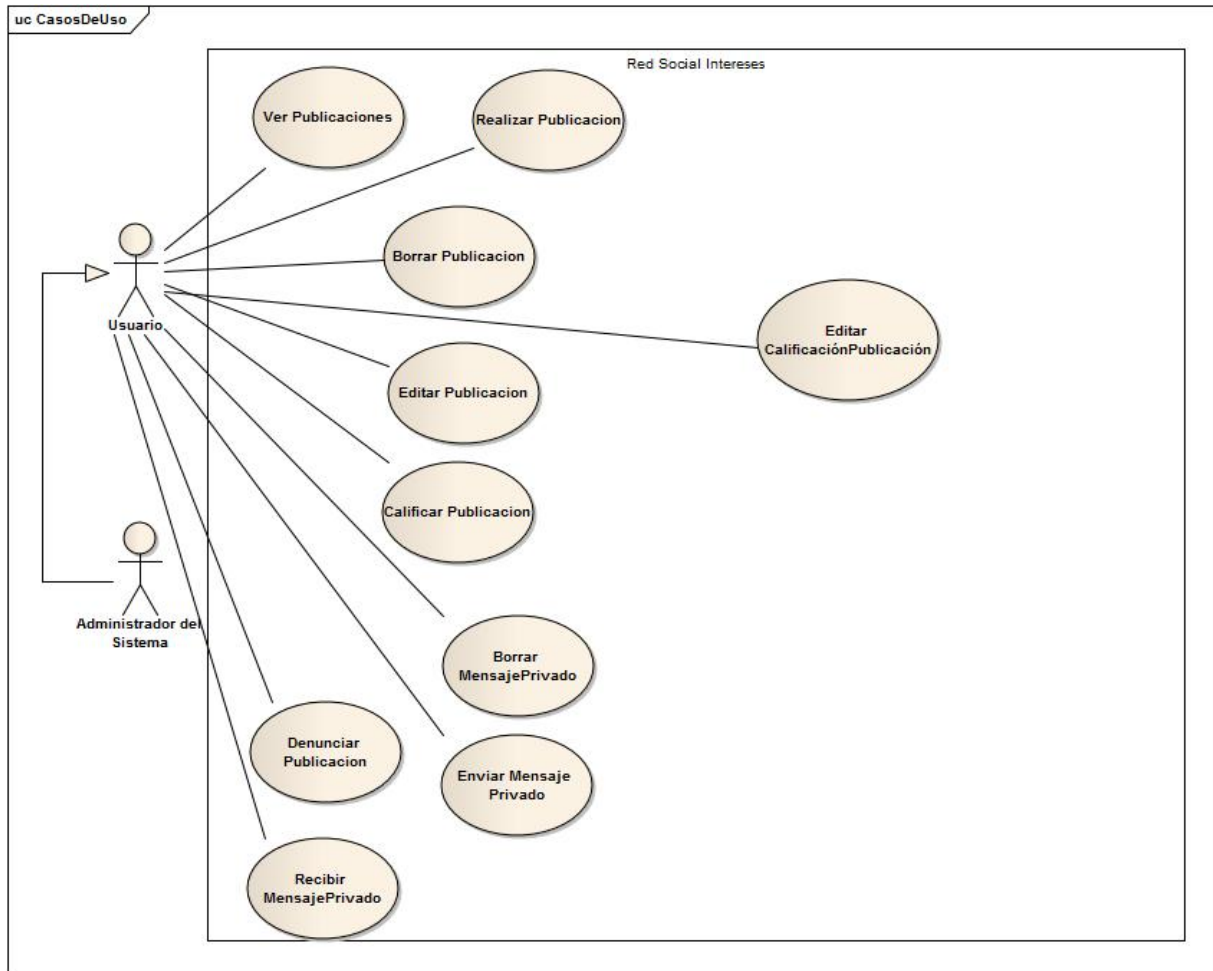 uc CasosDeUso
Red Social Intereses
Ver Publicaciones
Realizar Publicacion
Borrar Publicacion
Usuario
Editar
CalificaciónPublicación
Editar Publicacion
Calificar Publicacion
Administrador del
Sistema
Borrar
MensajePrivado
Denunciar
Publicacion
Enviar Mensaje
Privado
Recibir
MensajePrivado